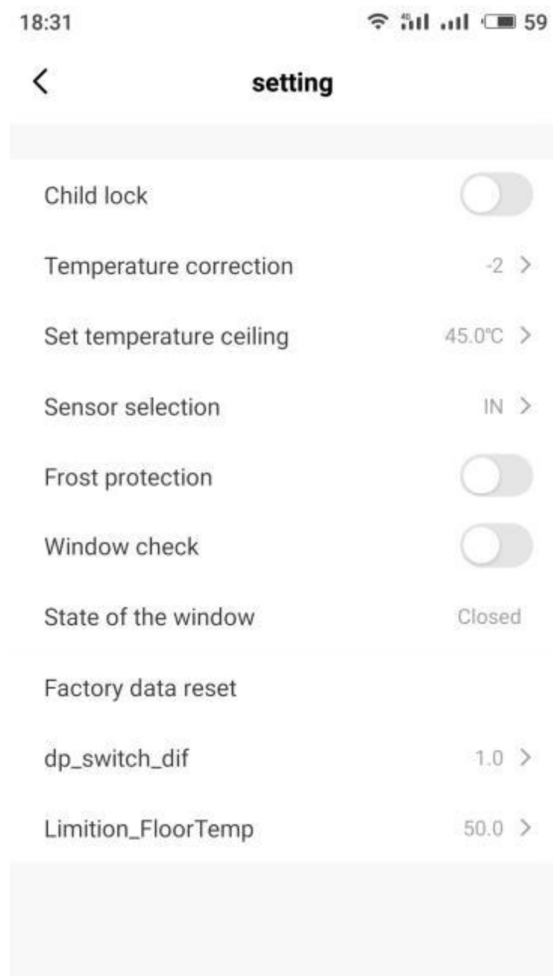 18:31 4G 59
setting
Child lock
Temperature correction -2
Set temperature ceiling 45.0℃
Sensor selection IN
Frost protection
Window check
State of the window Closed
Factory data reset
dp_switch_dif 1.0
Limition_FloorTemp 50.0